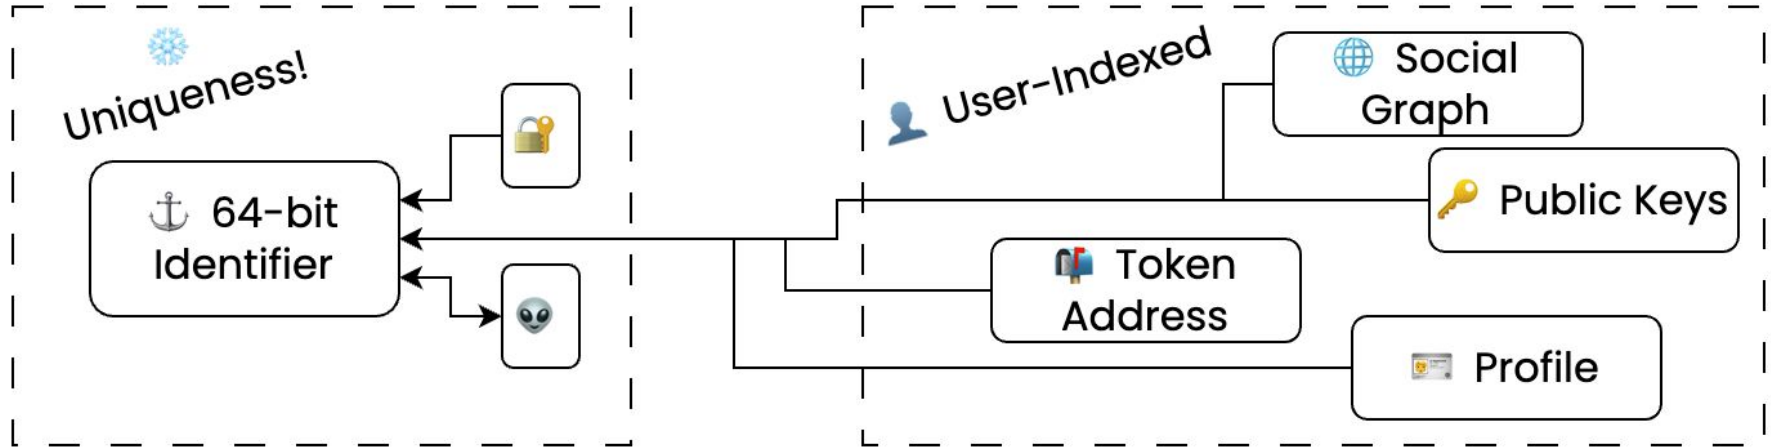 Uniqueness!
64-bit
Identifier
User-Indexed
Social
Graph
Public Keys
Token
Address
Profile